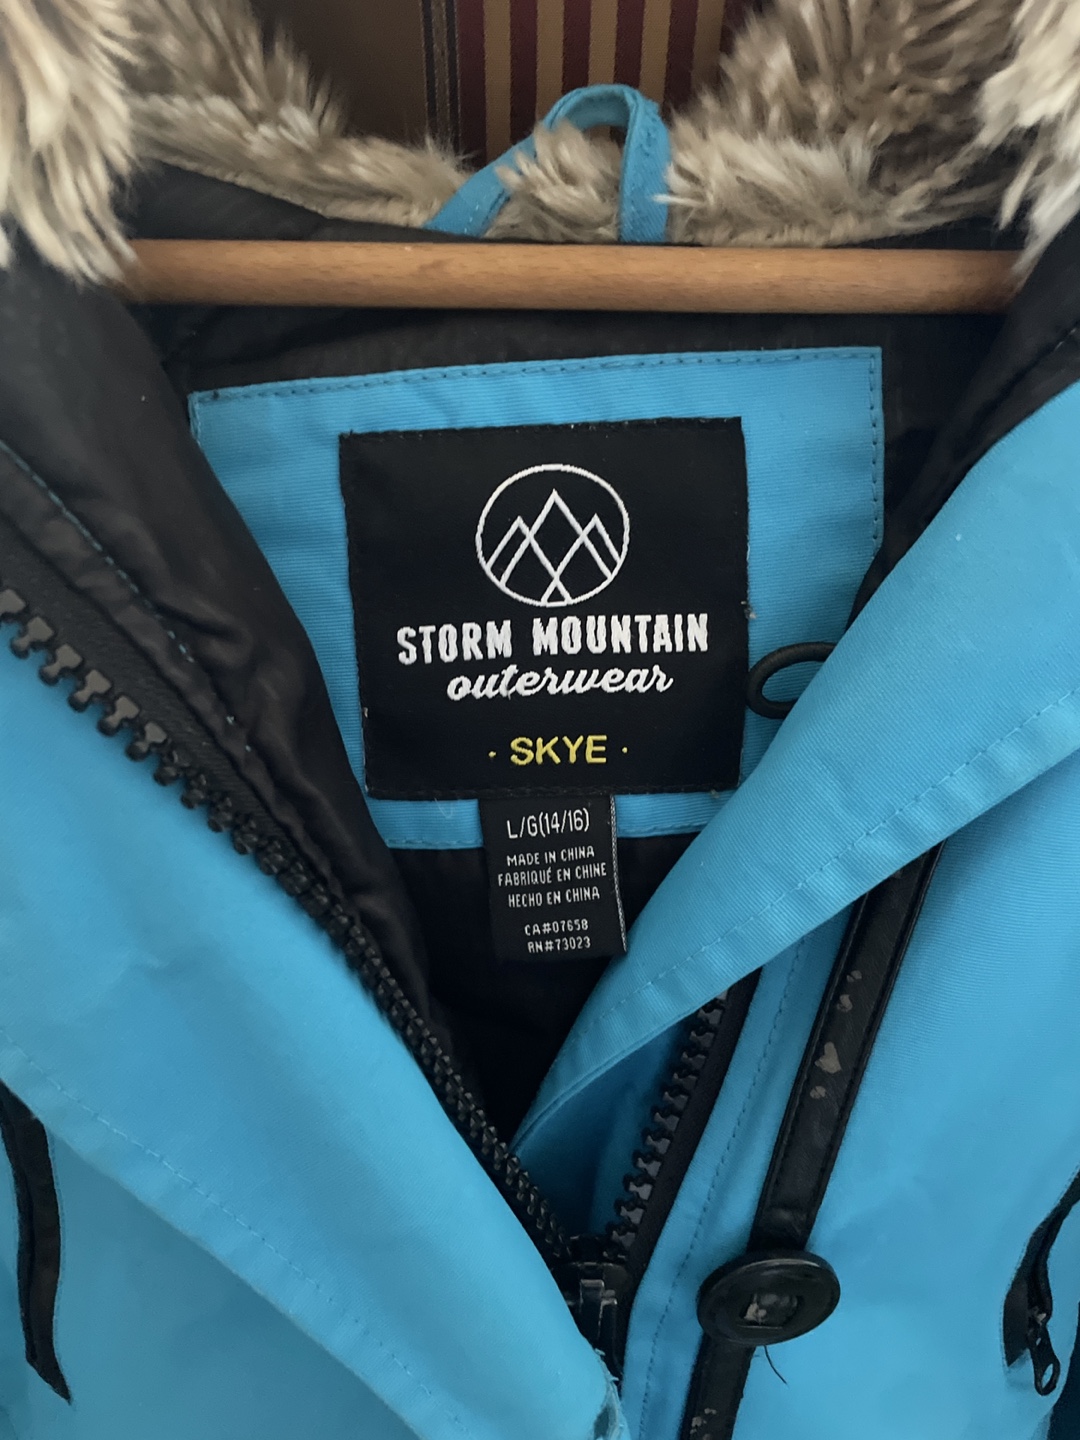 STORM MOUNTAIN
outerwear
· SKYE ·
L/G(14/16)
MADE IN CHINA
FABRIQUÉ EN CHINE
HECHO EN CHINA
CA#07658
RN#73023